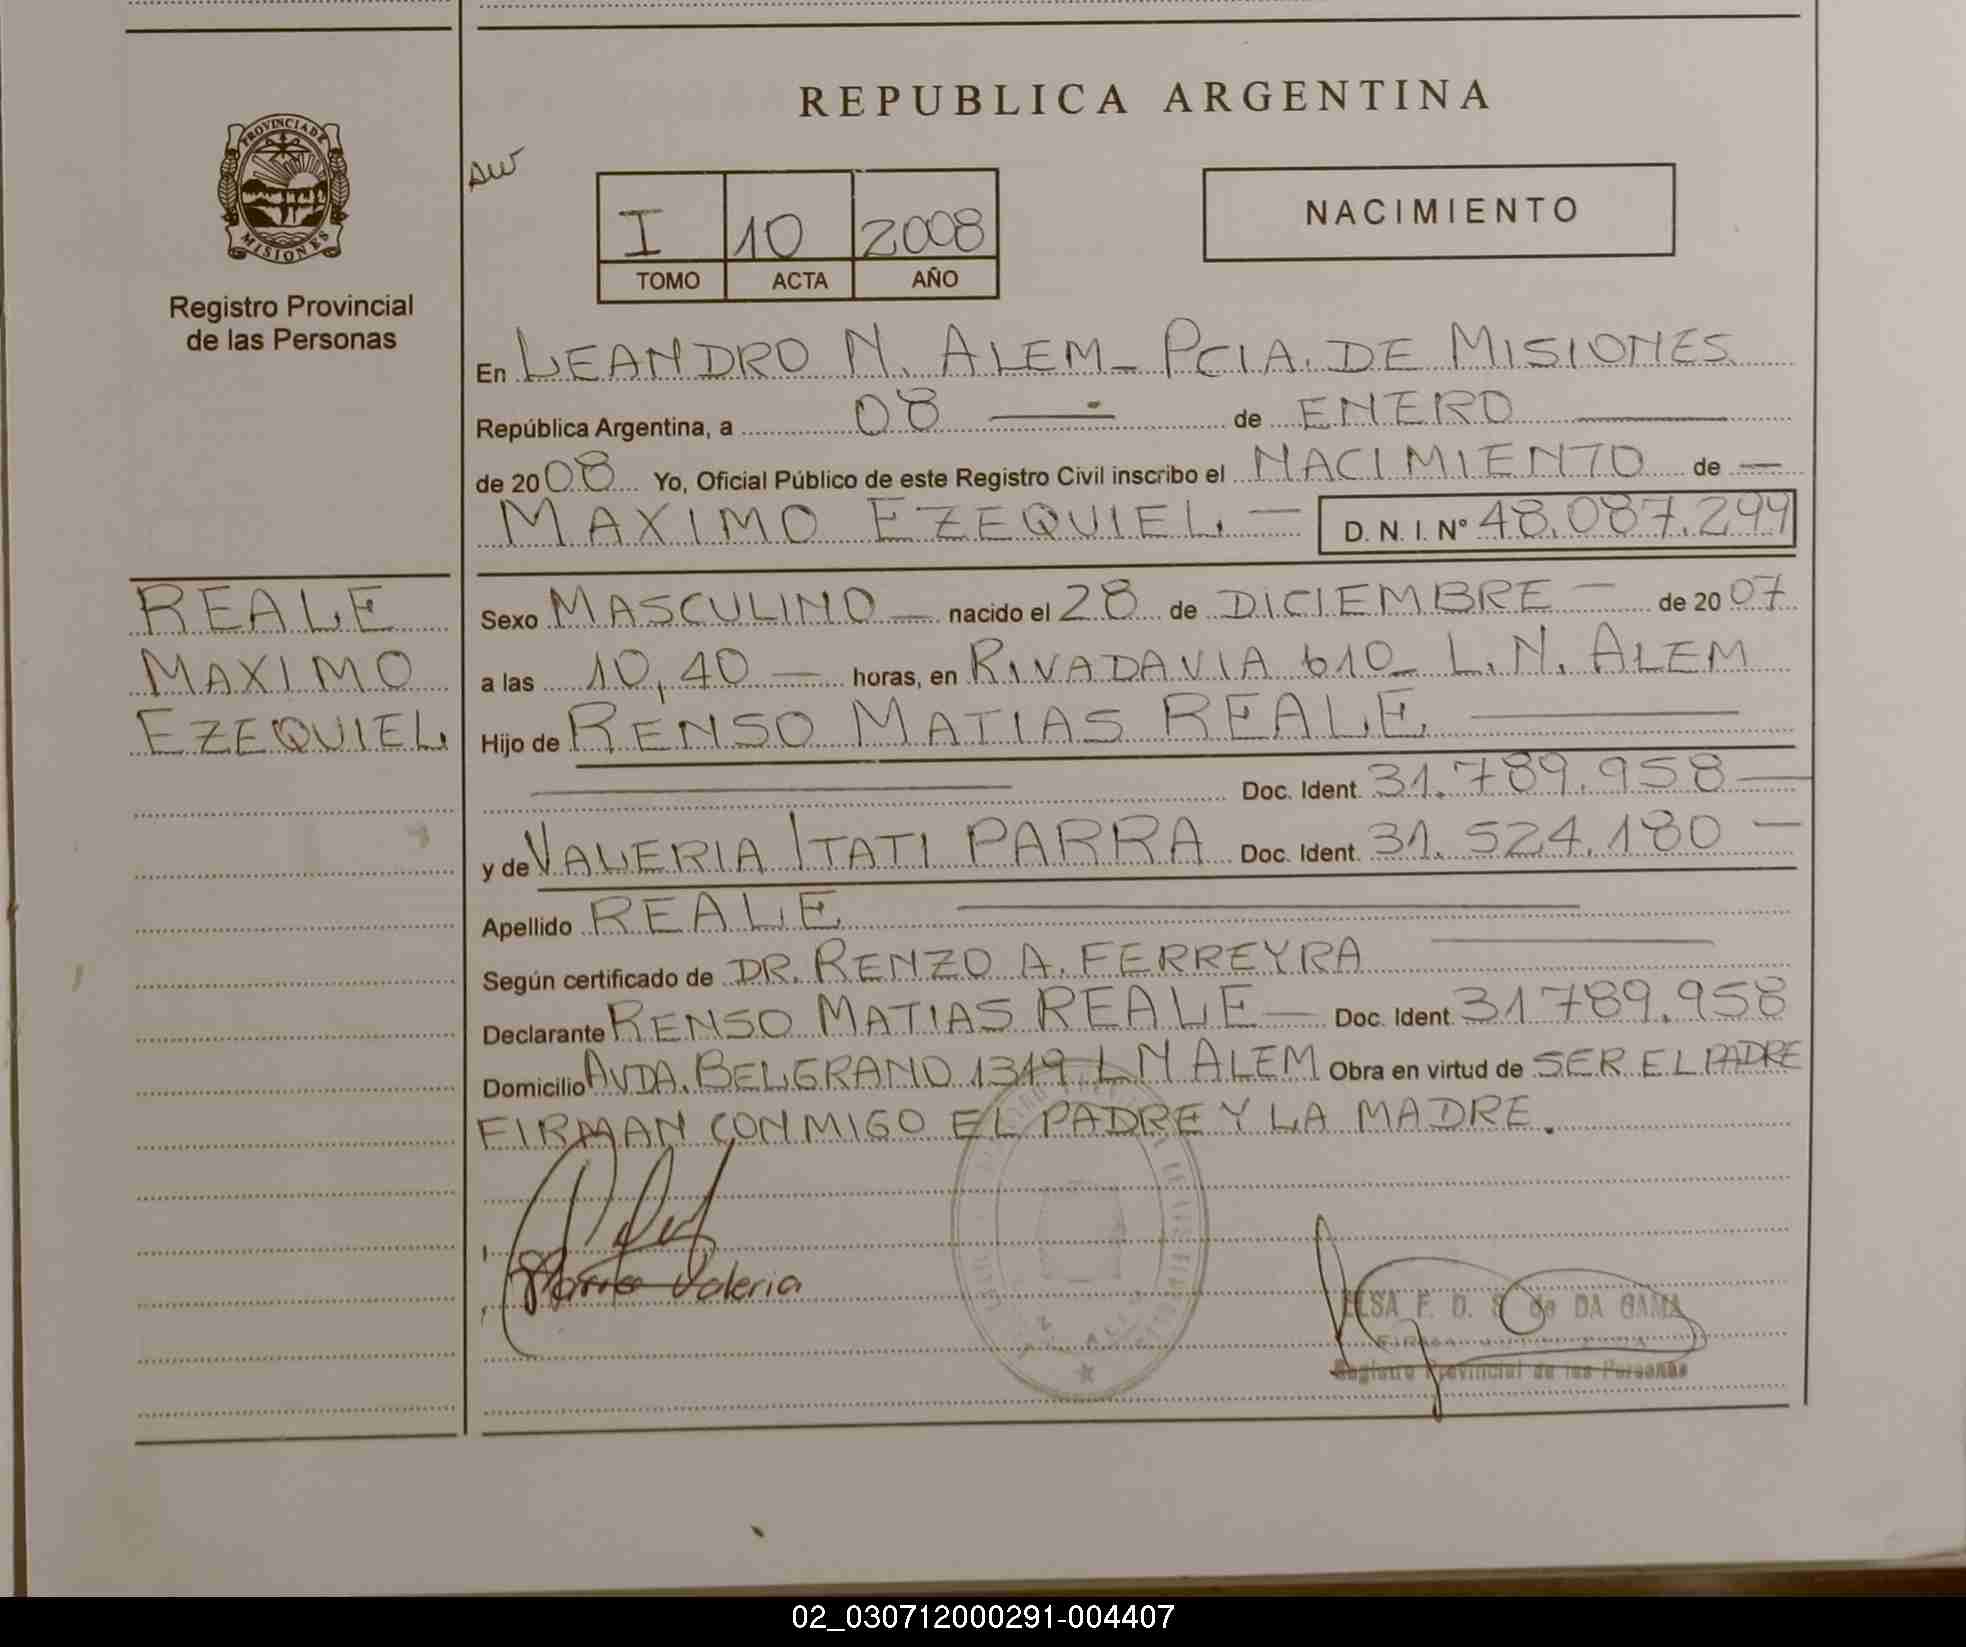 REPUBLICA ARGENTINA
PROVINCIA DE
MISIONES
Registro Provincial
de las Personas
I 10 2008
TOMO ACTA AÑO
NACIMIENTO
En LEANDRO N. ALEM - PCIA. DE MISIONES
República Argentina, a 08 — de ENERO —
de 2008 Yo, Oficial Público de este Registro Civil inscribo el NACIMIENTO de —
MAXIMO EZEQUIEL. — D. N. I. Nº 48.087.299
REALE
MAXIMO
EZEQUIEL.
Sexo MASCULINO — nacido el 28 de DICIEMBRE — de 2007
a las 10,40 — horas, en RIVADAVIA 610 - L. N. ALEM
Hijo de RENSO MATIAS REALE —
— Doc. Ident. 31.789.958 —
y de VALERIA ITATI PARRA Doc. Ident. 31.524.180 —
Apellido REALE —
Según certificado de DR. RENZO A. FERREYRA —
Declarante RENSO MATIAS REALE — Doc. Ident. 31789.958
Domicilio AVDA. BELGRANO 1319 L N ALEM Obra en virtud de SER EL PADRE
FIRMAN CONMIGO EL PADRE Y LA MADRE.
Parra Valeria
ELSA F. D. S. de DA GAMA
Registro Provincial de las Personas
02_030712000291-004407